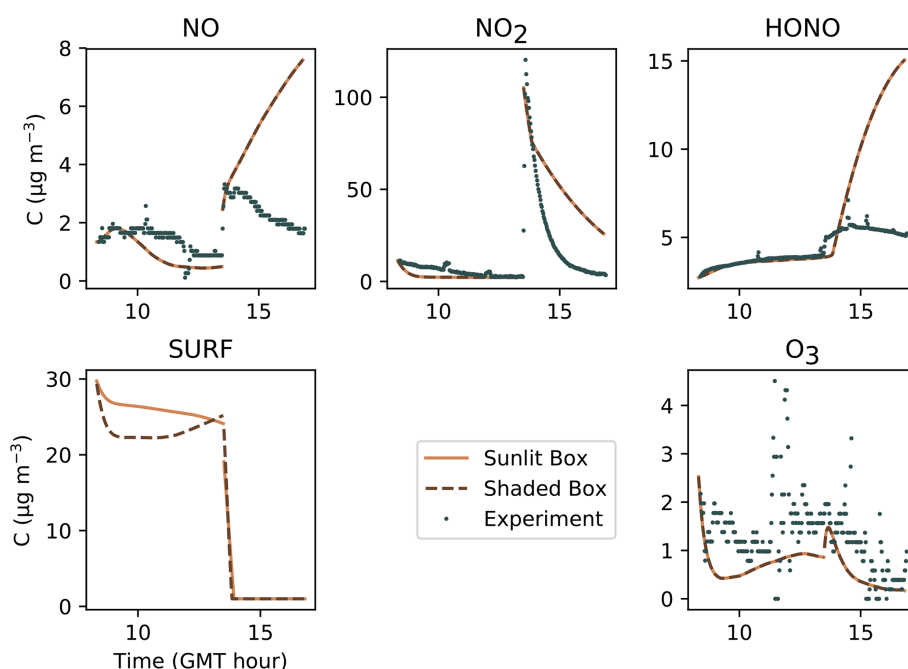 NO
NO2
HONO
C (µg m−3)
8
6
4
2
0
10
15
100
50
0
10
15
15
10
5
10
15
SURF
O3
C (µg m−3)
30
20
10
0
10
15
Time (GMT hour)
Sunlit Box
Shaded Box
Experiment
4
3
2
1
0
10
15